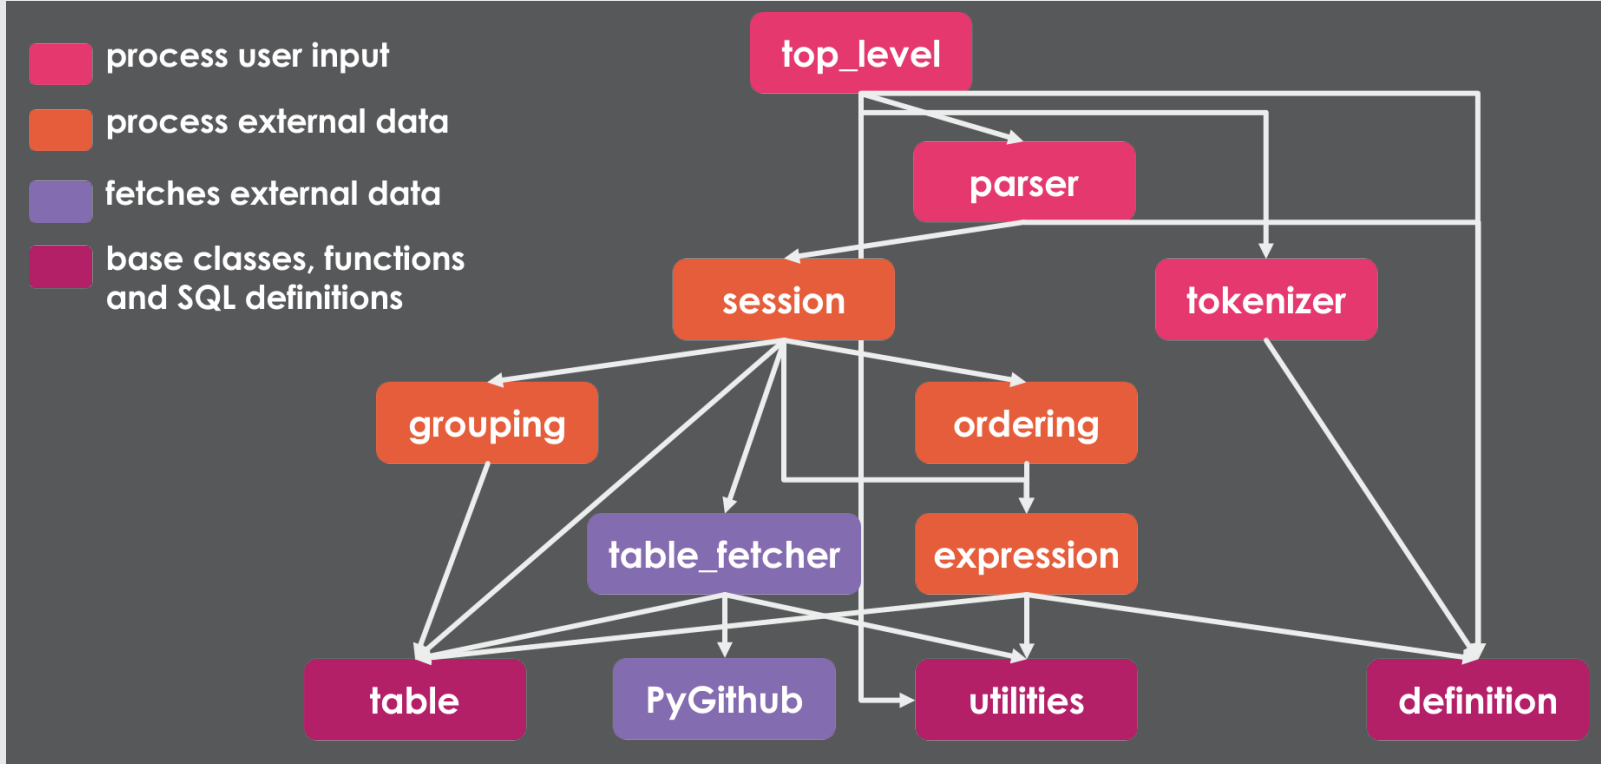 process user input
process external data
fetches external data
base classes, functions
and SQL definitions
top_level
parser
session
tokenizer
grouping
ordering
table_fetcher
expression
table
PyGithub
utilities
definition